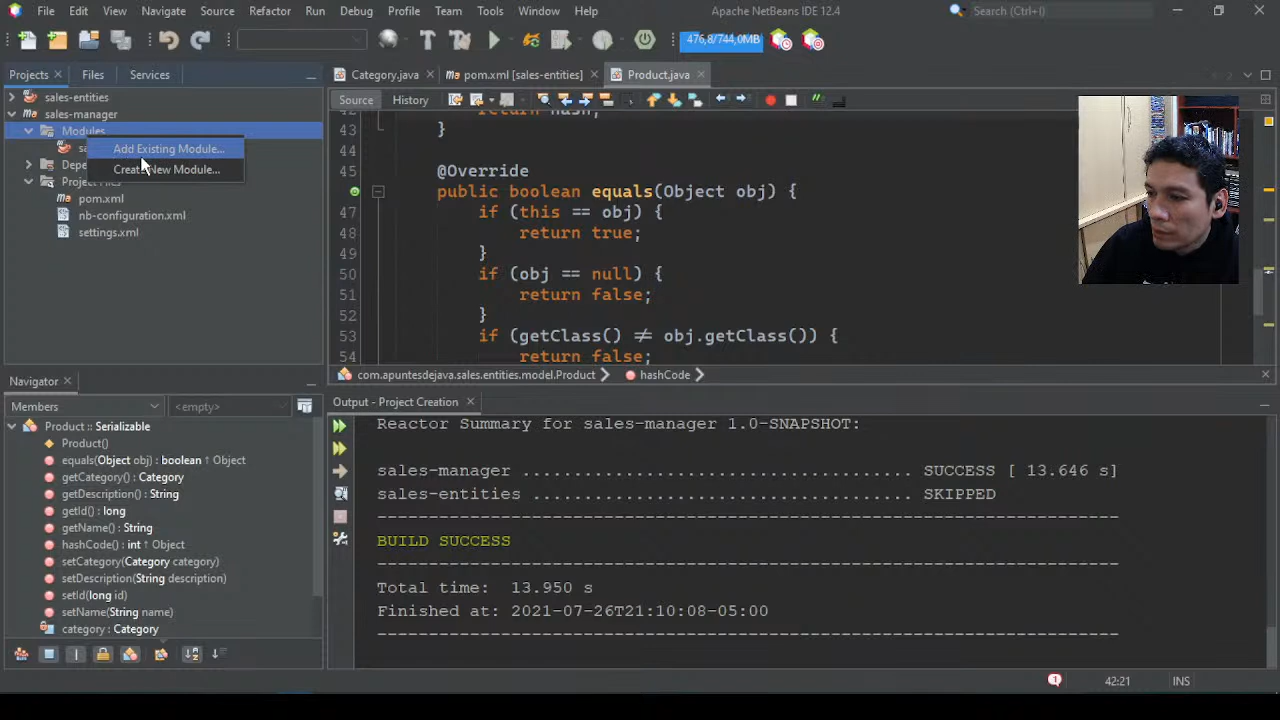 File Edit View Navigate Source Refactor Run Debug Profile Team Tools Window Help
Apache NetBeans IDE 12.4
Search (Ctrl+I)
476,8/744,0MB
Projects Files Services
sales-entities
sales-manager
Modules
Add Existing Module...
Create New Module...
pom.xml
nb-configuration.xml
settings.xml
Category.java pom.xml [sales-entities] Product.java
Source History
43 }
44
45 @Override
public boolean equals(Object obj) {
47 if (this == obj) {
48 return true;
49 }
50 if (obj == null) {
51 return false;
52 }
53 if (getClass() ≠ obj.getClass()) {
54 return false;
com.apuntesdejava.sales.entities.model.Product hashCode
Navigator
Members <empty>
Product :: Serializable
Product()
equals(Object obj) : boolean ↑ Object
getCategory() : Category
getDescription() : String
getId() : long
getName() : String
hashCode() : int ↑ Object
setCategory(Category category)
setDescription(String description)
setId(long id)
setName(String name)
category : Category
Output - Project Creation
Reactor Summary for sales-manager 1.0-SNAPSHOT:
sales-manager .................................... SUCCESS [ 13.646 s]
sales-entities ................................... SKIPPED
------------------------------------------------------------------------
BUILD SUCCESS
------------------------------------------------------------------------
Total time:  13.950 s
Finished at: 2021-07-26T21:10:08-05:00
------------------------------------------------------------------------
42:21 INS